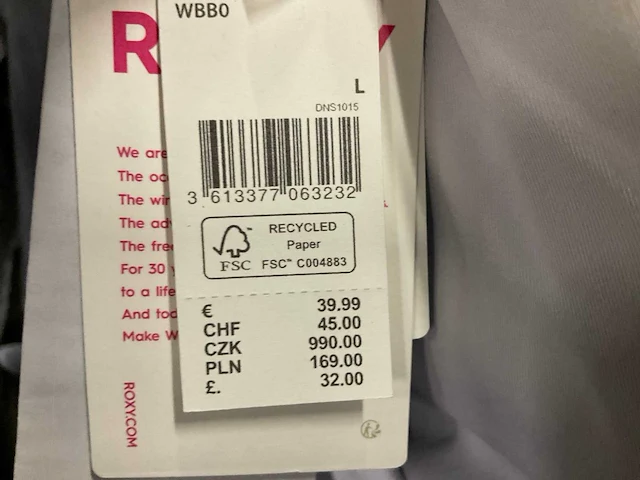 WBB0
R Y
L
DNS1015
3 613377 063232
RECYCLED
Paper
FSC™ C004883
FSC
€ 39.99
CHF 45.00
CZK 990.00
PLN 169.00
£. 32.00
We are
The
The
The
The
For 30
to a life
And
Make
ROXY.COM